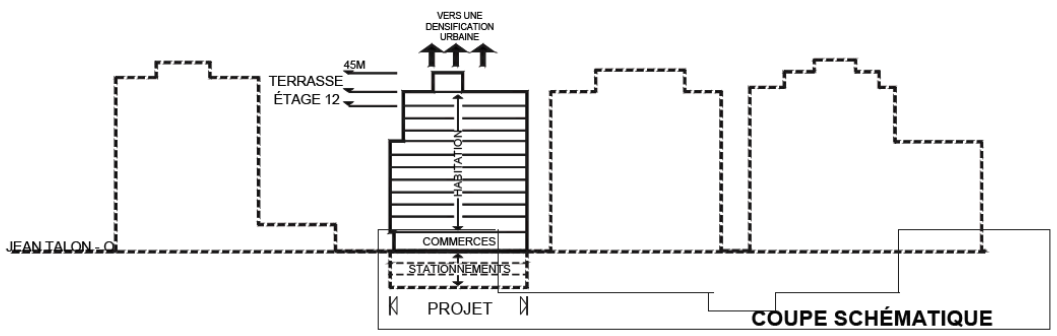 VERS UNE
DENSIFICATION
URBAINE
45M
TERRASSE
ÉTAGE 12
HABITATION
JEAN TALON - O
COMMERCES
STATIONNEMENTS
PROJET
COUPE SCHÉMATIQUE